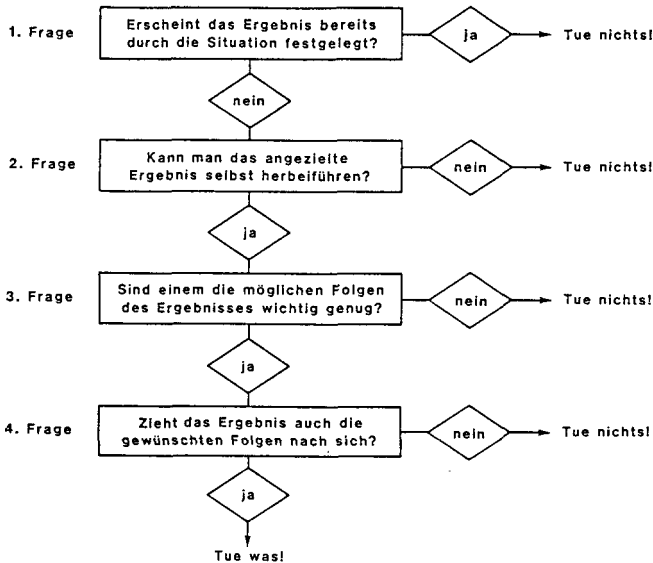 1. Frage
Erscheint das Ergebnis bereits
durch die Situation festgelegt?
ja
Tue nichts!
nein
2. Frage
Kann man das angezielte
Ergebnis selbst herbeiführen?
nein
Tue nichts!
ja
3. Frage
Sind einem die möglichen Folgen
des Ergebnisses wichtig genug?
nein
Tue nichts!
ja
4. Frage
Zieht das Ergebnis auch die
gewünschten Folgen nach sich?
nein
Tue nichts!
ja
Tue was!